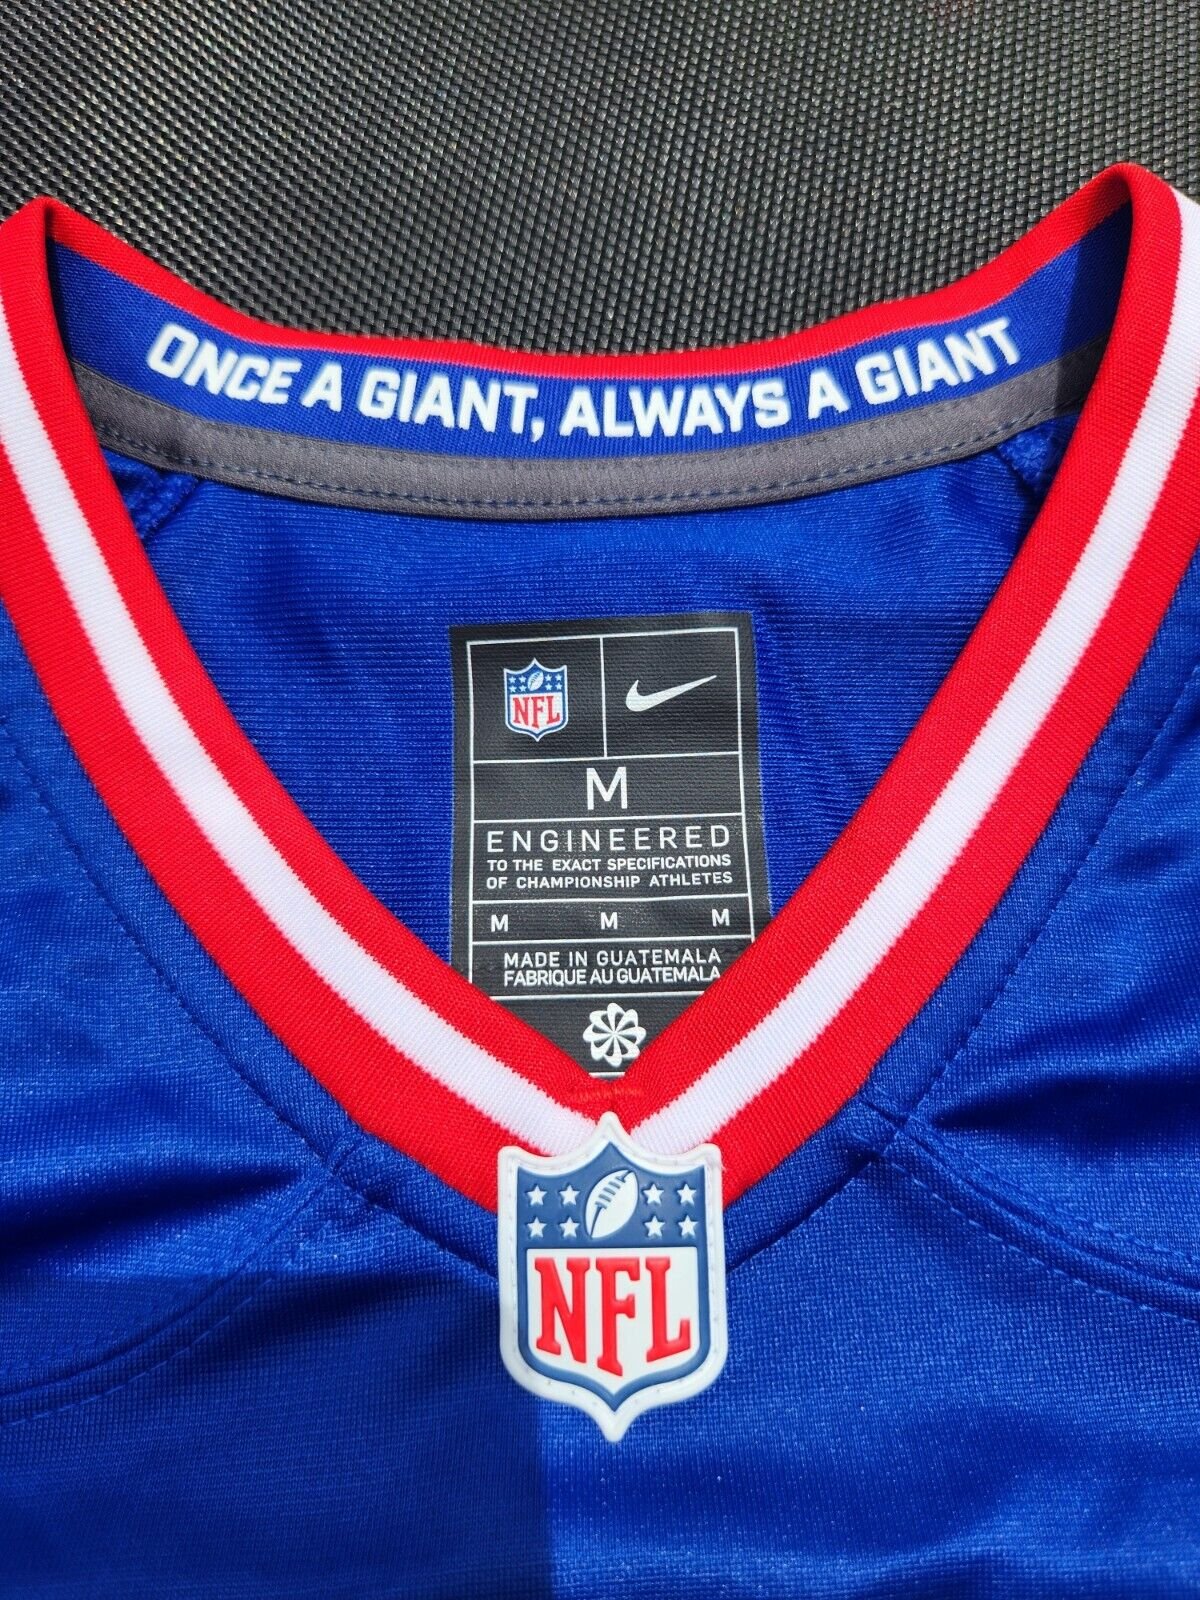 ONCE A GIANT, ALWAYS A GIANT
NFL
M
ENGINEERED
TO THE EXACT SPECIFICATIONS
OF CHAMPIONSHIP ATHLETES
M M M
MADE IN GUATEMALA
FABRIQUE AU GUATEMALA
NFL